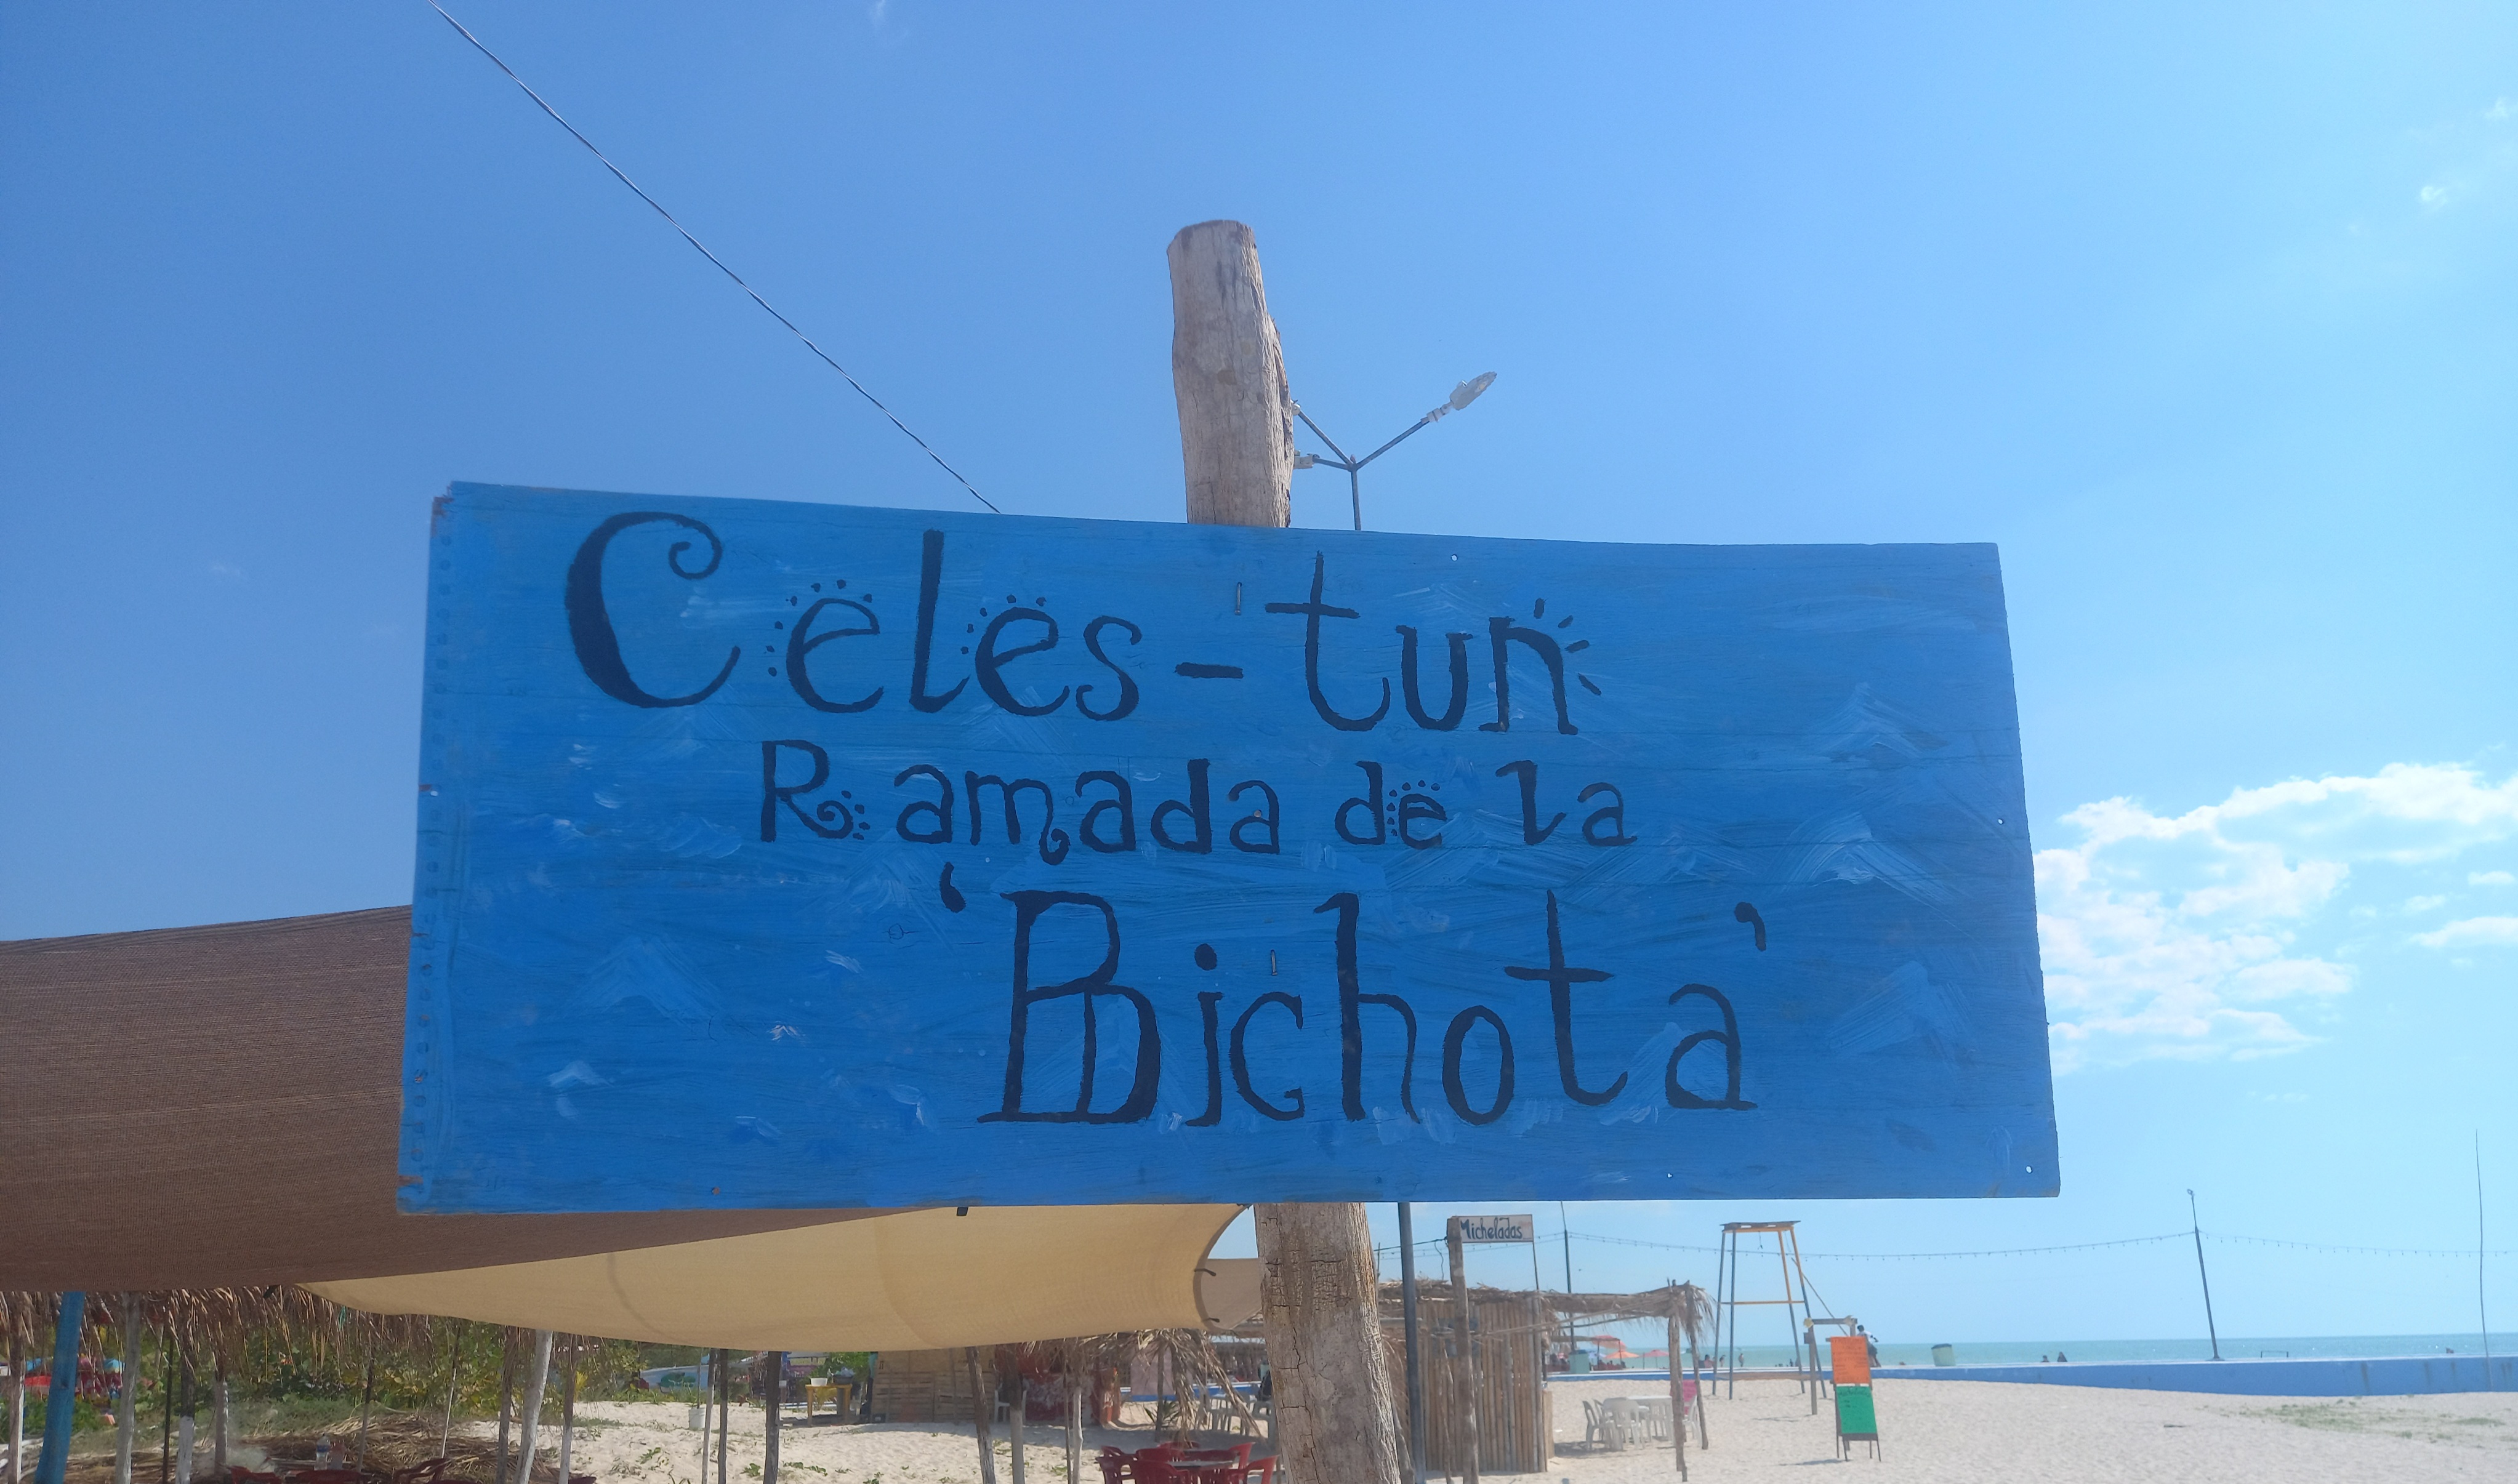 Celes-tun
Ramada de la
'Bichota'
Micheladas